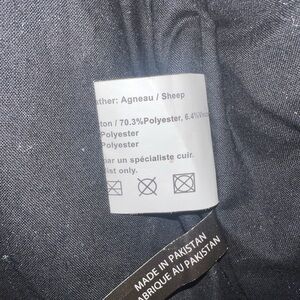 ther: Agneau / Sheep
ton / 70.3%Polyester, 6.4%
Polyester
Polyester
par un spécialiste cuir.
ist only.
MADE IN PAKISTAN
ABRIQUE AU PAKISTAN